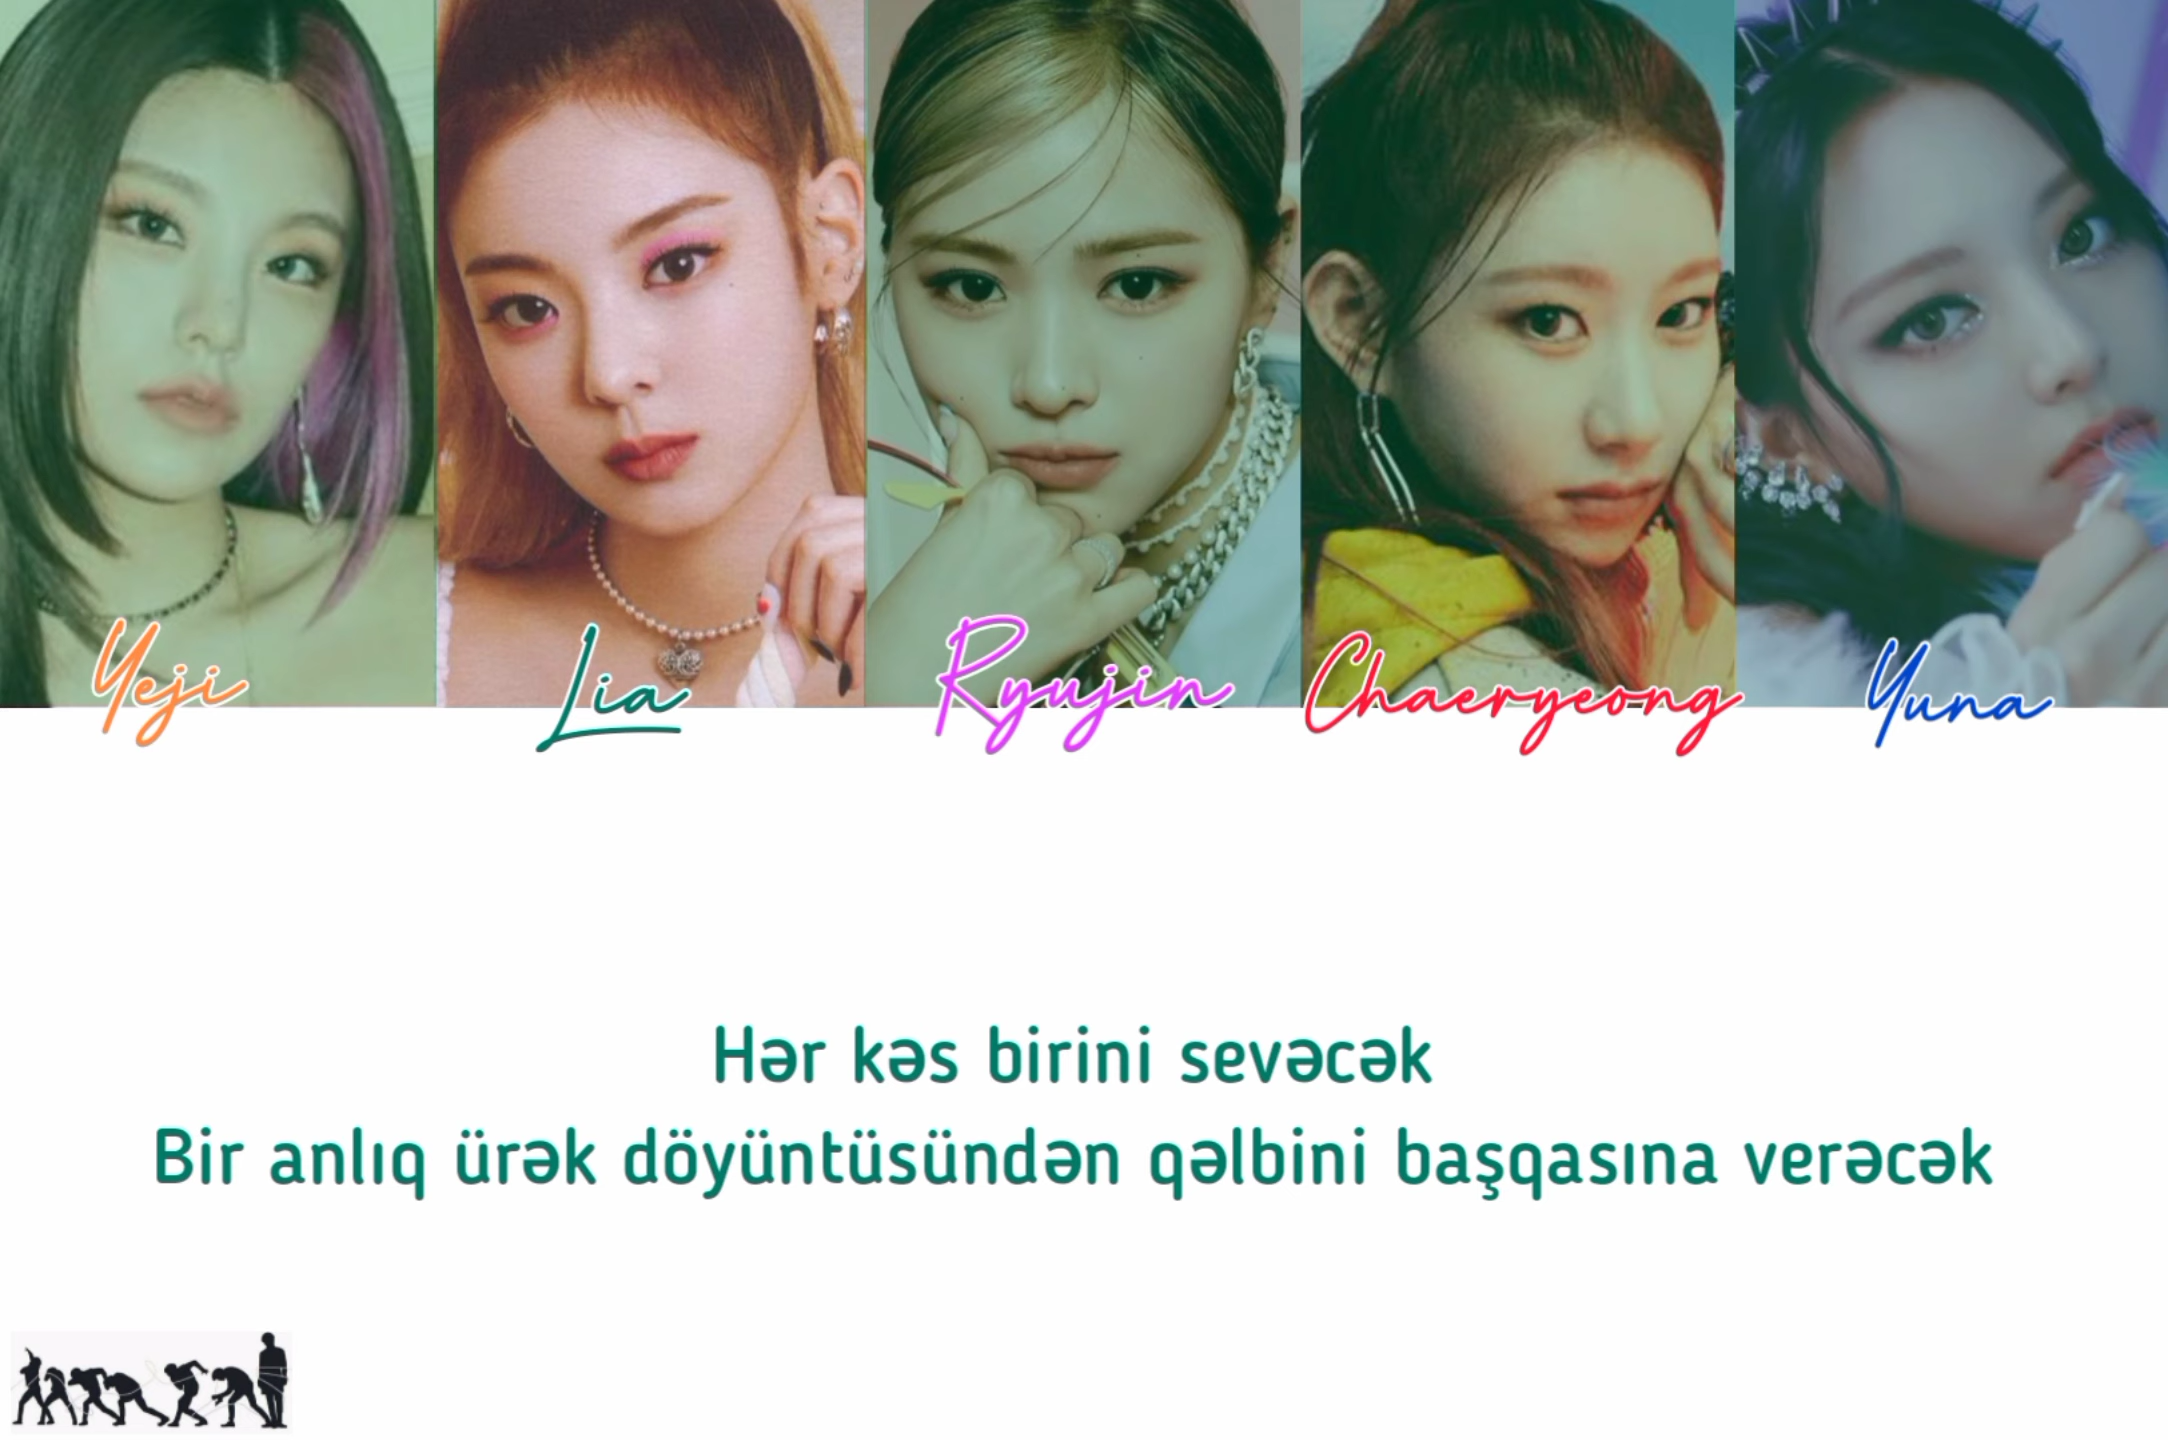 Yeji
Lia
Ryujin
Chaeryeong
Yuna
Hər kəs birini sevəcək
Bir anlıq ürək döyüntüsündən qəlbini başqasına verəcək